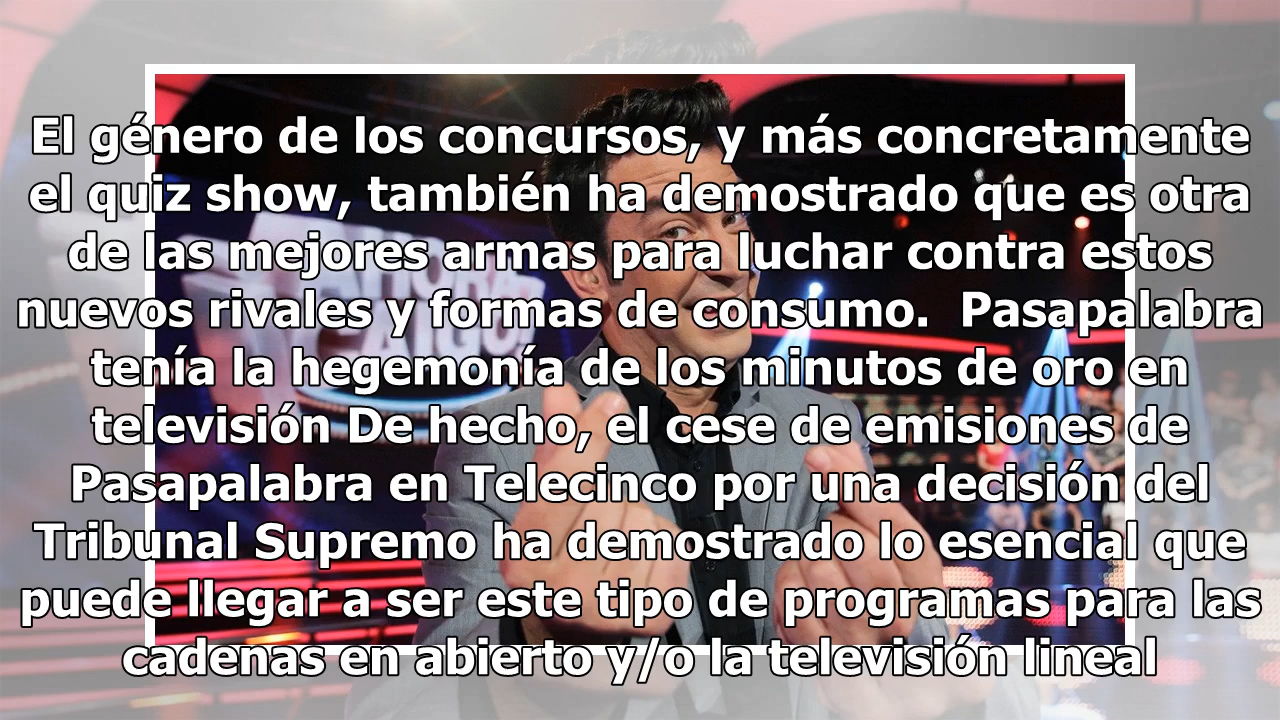 El género de los concursos, y más concretamente
el quiz show, también ha demostrado que es otra
de las mejores armas para luchar contra estos
nuevos rivales y formas de consumo.  Pasapalabra
tenía la hegemonía de los minutos de oro en
televisión De hecho, el cese de emisiones de
Pasapalabra en Telecinco por una decisión del
Tribunal Supremo ha demostrado lo esencial que
puede llegar a ser este tipo de programas para las
cadenas en abierto y/o la televisión lineal